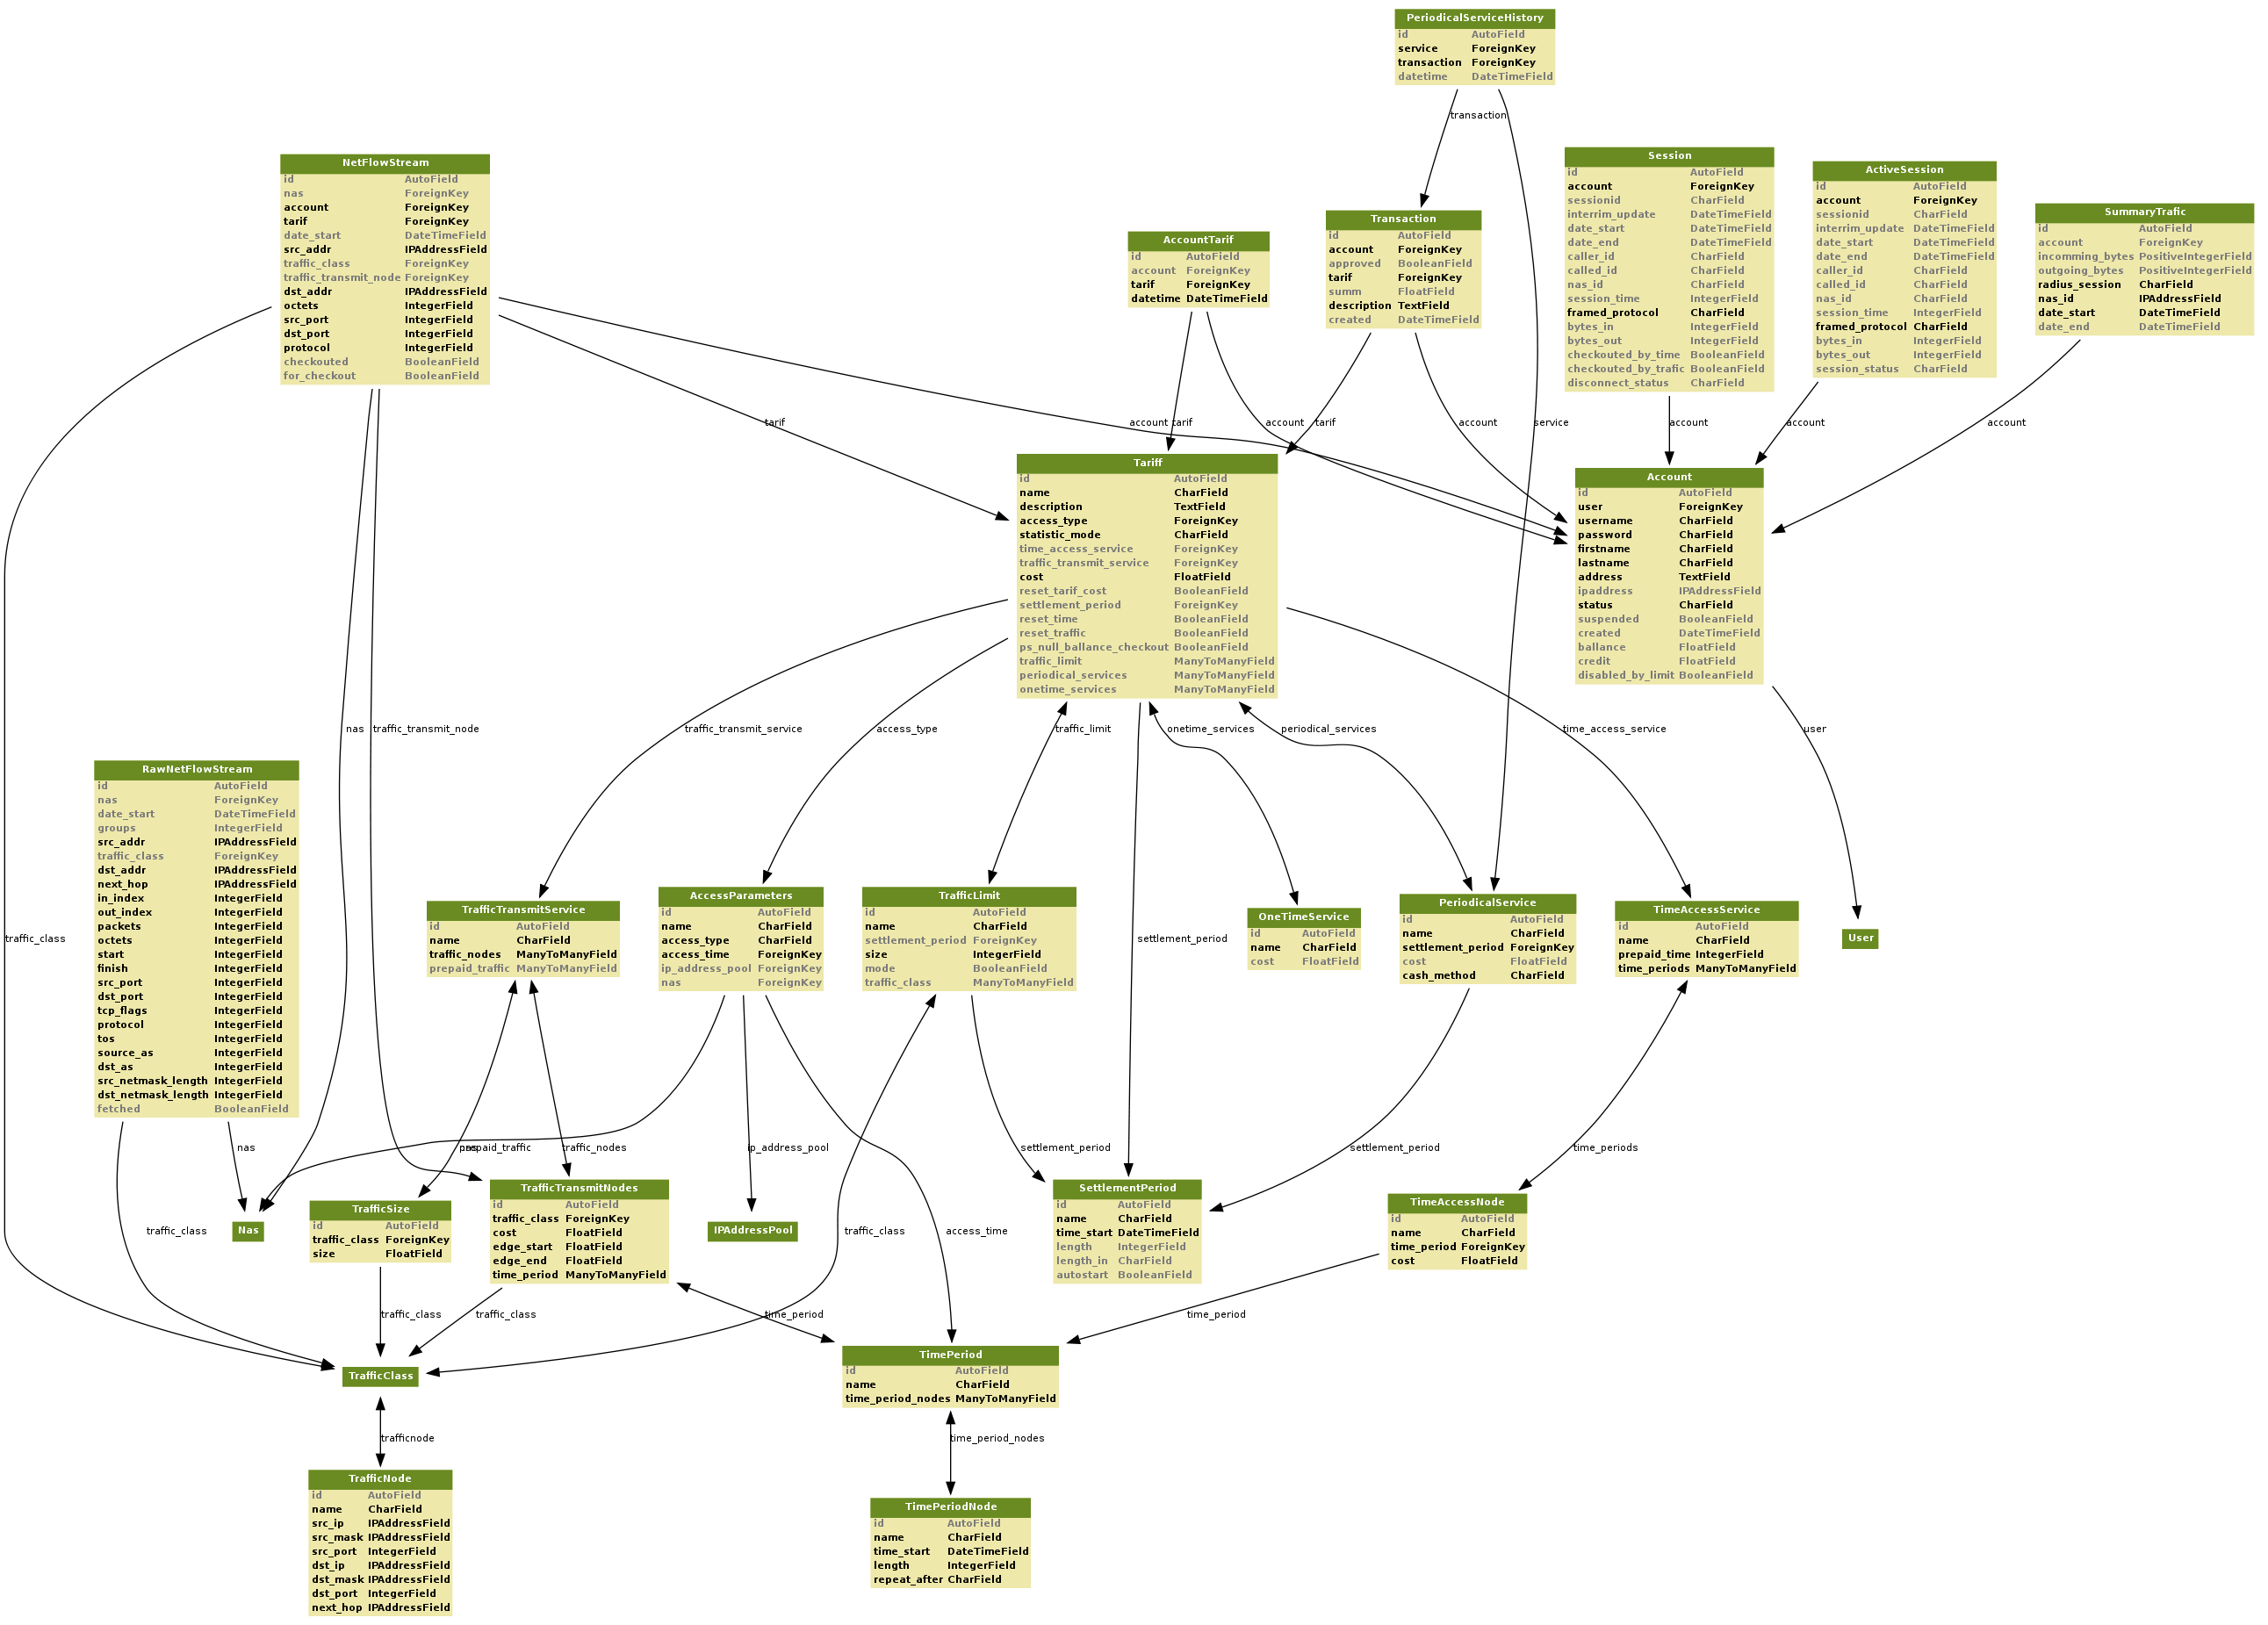 PeriodicalServiceHistory
id AutoField
service ForeignKey
transaction ForeignKey
datetime DateTimeField
transaction
NetFlowStream
id AutoField
nas ForeignKey
account ForeignKey
tarif ForeignKey
date_start DateTimeField
src_addr IPAddressField
traffic_class ForeignKey
traffic_transmit_node ForeignKey
dst_addr IPAddressField
octets IntegerField
src_port IntegerField
dst_port IntegerField
protocol IntegerField
checkouted BooleanField
for_checkout BooleanField
AccountTarif
id AutoField
account ForeignKey
tarif ForeignKey
datetime DateTimeField
Transaction
id AutoField
account ForeignKey
approved BooleanField
tarif ForeignKey
summ FloatField
description TextField
created DateTimeField
Session
id AutoField
account ForeignKey
sessionid CharField
interrim_update DateTimeField
date_start DateTimeField
date_end DateTimeField
caller_id CharField
called_id CharField
nas_id CharField
session_time IntegerField
framed_protocol CharField
bytes_in IntegerField
bytes_out IntegerField
checkouted_by_time BooleanField
checkouted_by_trafic BooleanField
disconnect_status CharField
ActiveSession
id AutoField
account ForeignKey
sessionid CharField
interrim_update DateTimeField
date_start DateTimeField
date_end DateTimeField
caller_id CharField
called_id CharField
nas_id CharField
session_time IntegerField
framed_protocol CharField
bytes_in IntegerField
bytes_out IntegerField
session_status CharField
SummaryTrafic
id AutoField
account ForeignKey
incomming_bytes PositiveIntegerField
outgoing_bytes PositiveIntegerField
radius_session CharField
nas_id IPAddressField
date_start DateTimeField
date_end DateTimeField
tarif
account
tarif
account
tarif
account
service
account
account
account
Tariff
id AutoField
name CharField
description TextField
access_type ForeignKey
statistic_mode CharField
time_access_service ForeignKey
traffic_transmit_service ForeignKey
cost FloatField
reset_tarif_cost BooleanField
settlement_period ForeignKey
reset_time BooleanField
reset_traffic BooleanField
ps_null_ballance_checkout BooleanField
traffic_limit ManyToManyField
periodical_services ManyToManyField
onetime_services ManyToManyField
Account
id AutoField
user ForeignKey
username CharField
password CharField
firstname CharField
lastname CharField
address TextField
ipaddress IPAddressField
status CharField
suspended BooleanField
created DateTimeField
ballance FloatField
credit FloatField
disabled_by_limit BooleanField
nas
traffic_transmit_node
traffic_transmit_service
access_type
traffic_limit
onetime_services
periodical_services
time_access_service
user
RawNetFlowStream
id AutoField
nas ForeignKey
date_start DateTimeField
groups IntegerField
src_addr IPAddressField
traffic_class ForeignKey
dst_addr IPAddressField
next_hop IPAddressField
in_index IntegerField
out_index IntegerField
packets IntegerField
octets IntegerField
start IntegerField
finish IntegerField
src_port IntegerField
dst_port IntegerField
tcp_flags IntegerField
protocol IntegerField
tos IntegerField
source_as IntegerField
dst_as IntegerField
src_netmask_length IntegerField
dst_netmask_length IntegerField
fetched BooleanField
traffic_class
TrafficTransmitService
id AutoField
name CharField
traffic_nodes ManyToManyField
prepaid_traffic ManyToManyField
AccessParameters
id AutoField
name CharField
access_type CharField
access_time ForeignKey
ip_address_pool ForeignKey
nas ForeignKey
TrafficLimit
id AutoField
name CharField
settlement_period ForeignKey
size IntegerField
mode BooleanField
traffic_class ManyToManyField
settlement_period
OneTimeService
id AutoField
name CharField
cost FloatField
PeriodicalService
id AutoField
name CharField
settlement_period ForeignKey
cost FloatField
cash_method CharField
TimeAccessService
id AutoField
name CharField
prepaid_time IntegerField
time_periods ManyToManyField
User
nas
nas
prepaid_traffic
traffic_nodes
ip_address_pool
settlement_period
settlement_period
time_periods
traffic_class
Nas
TrafficSize
id AutoField
traffic_class ForeignKey
size FloatField
TrafficTransmitNodes
id AutoField
traffic_class ForeignKey
cost FloatField
edge_start FloatField
edge_end FloatField
time_period ManyToManyField
IPAddressPool
traffic_class
access_time
SettlementPeriod
id AutoField
name CharField
time_start DateTimeField
length IntegerField
length_in CharField
autostart BooleanField
TimeAccessNode
id AutoField
name CharField
time_period ForeignKey
cost FloatField
traffic_class
traffic_class
time_period
time_period
TrafficClass
TimePeriod
id AutoField
name CharField
time_period_nodes ManyToManyField
trafficnode
time_period_nodes
TrafficNode
id AutoField
name CharField
src_ip IPAddressField
src_mask IPAddressField
src_port IntegerField
dst_ip IPAddressField
dst_mask IPAddressField
dst_port IntegerField
next_hop IPAddressField
TimePeriodNode
id AutoField
name CharField
time_start DateTimeField
length IntegerField
repeat_after CharField